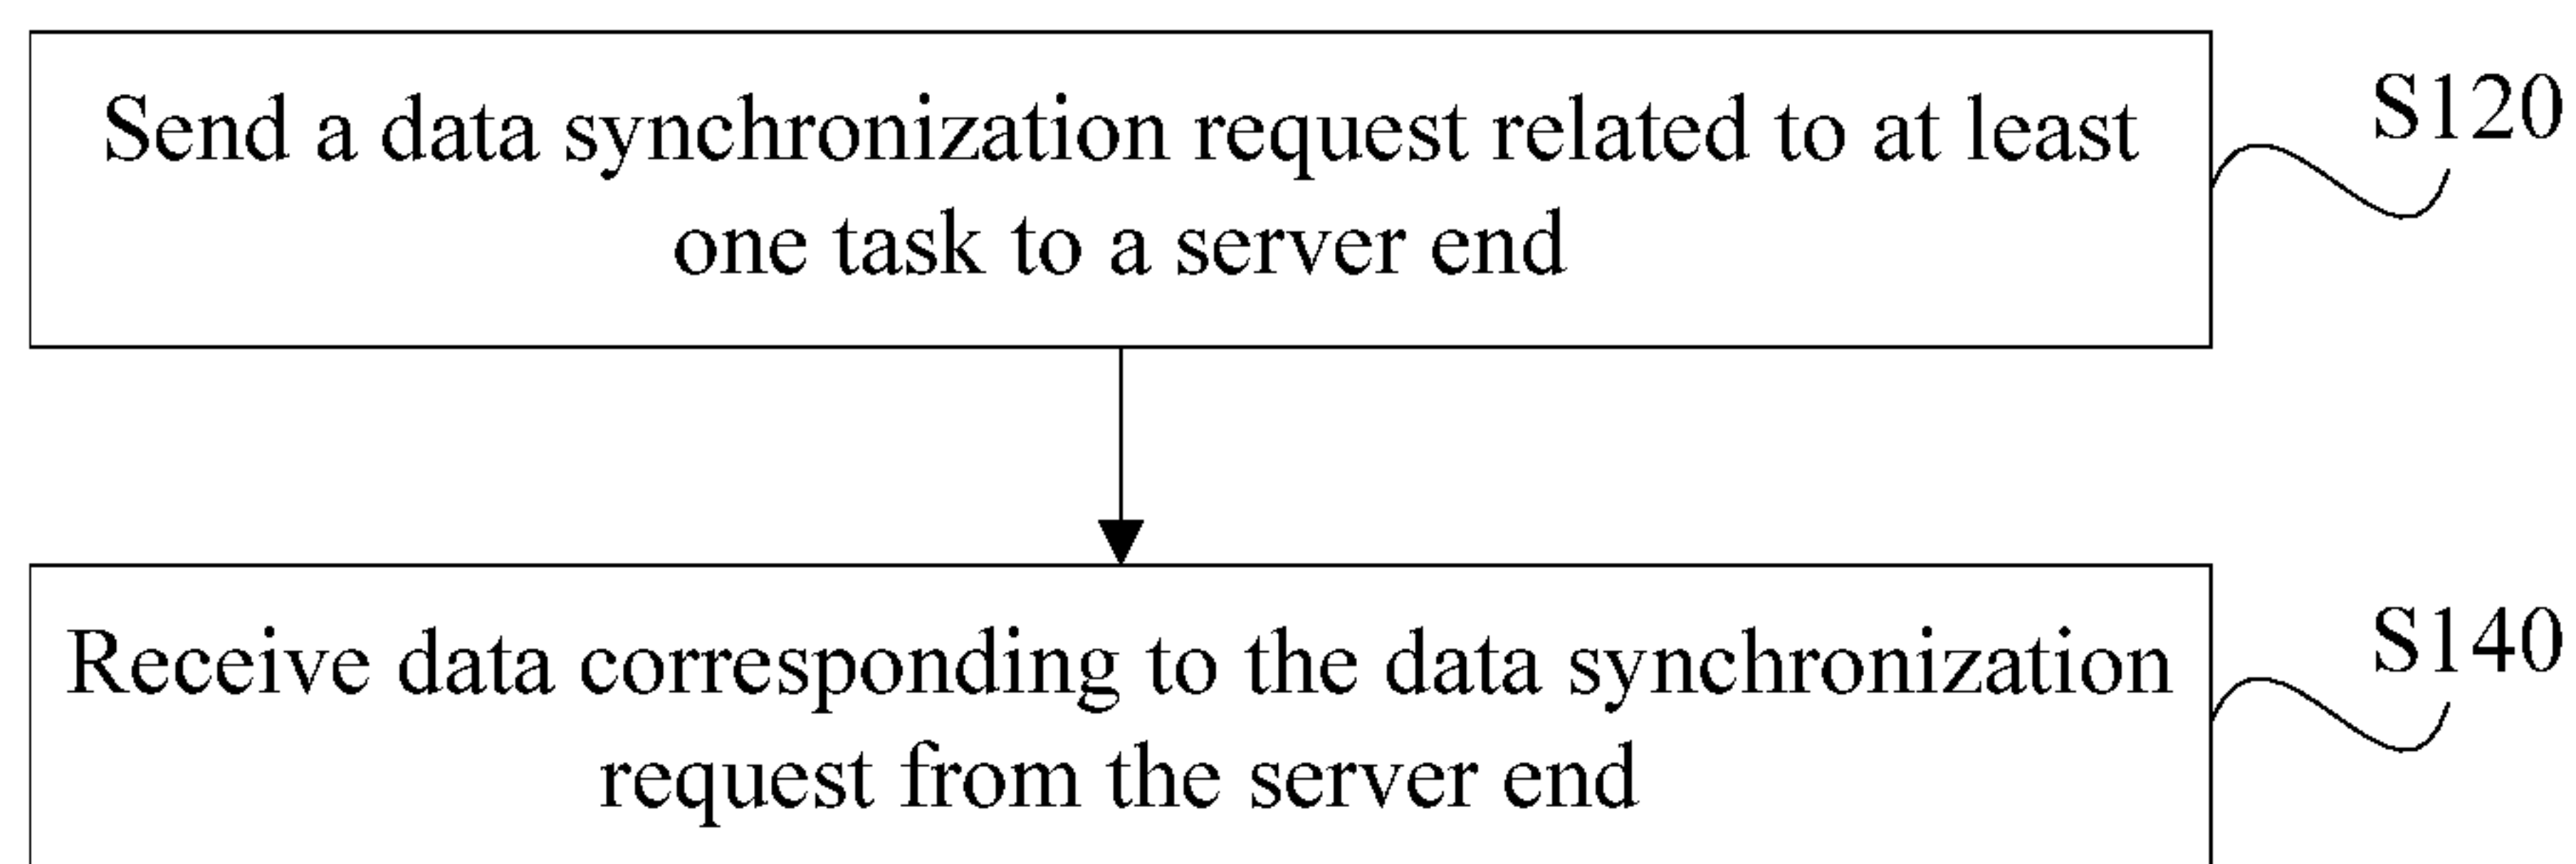 Send a data synchronization request related to at least
one task to a server end
S120
Receive data corresponding to the data synchronization
request from the server end
S140